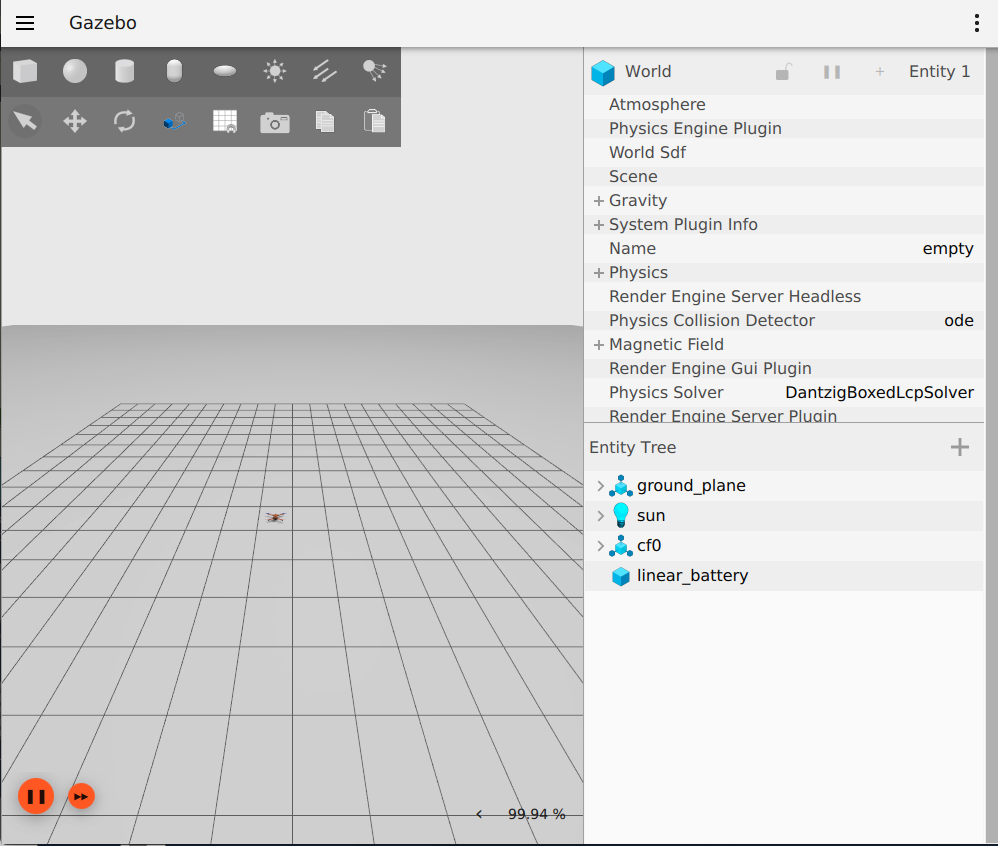 Gazebo
World
Entity 1
Atmosphere
Physics Engine Plugin
World Sdf
Scene
Gravity
System Plugin Info
Name empty
Physics
Render Engine Server Headless
Physics Collision Detector ode
Magnetic Field
Render Engine Gui Plugin
Physics Solver DantzigBoxedLcpSolver
Render Engine Server Plugin
Entity Tree
ground_plane
sun
cf0
linear_battery
99.94 %